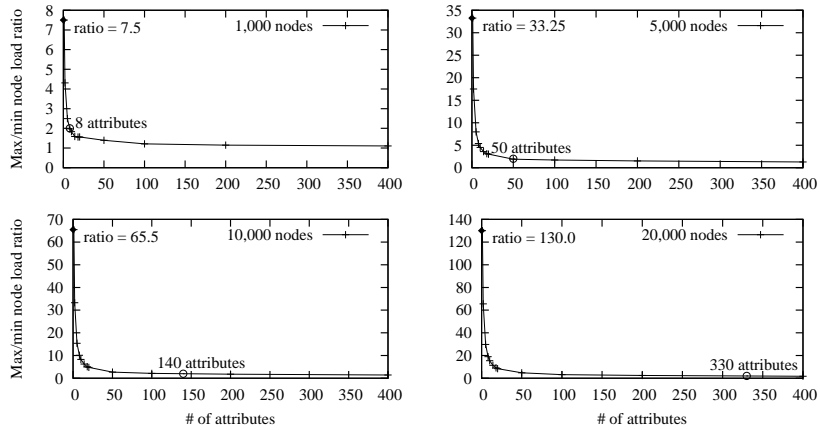 Max/min node load ratio
8
7
6
5
4
3
2
1
0
ratio = 7.5
1,000 nodes
8 attributes
0 50 100 150 200 250 300 350 400
35
30
25
20
15
10
5
0
ratio = 33.25
5,000 nodes
50 attributes
0 50 100 150 200 250 300 350 400
Max/min node load ratio
70
60
50
40
30
20
10
0
ratio = 65.5
10,000 nodes
140 attributes
0 50 100 150 200 250 300 350 400
# of attributes
140
120
100
80
60
40
20
0
ratio = 130.0
20,000 nodes
330 attributes
0 50 100 150 200 250 300 350 400
# of attributes